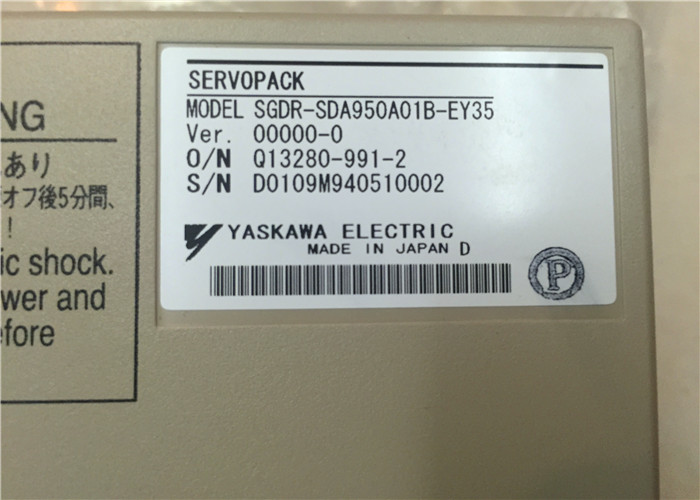 NG
あり
オフ後5分間、
!
ic shock.
wer and
efore
SERVOPACK
MODEL SGDR-SDA950A01B-EY35
Ver. 00000-0
O/N Q13280-991-2
S/N D0109M940510002
YASKAWA ELECTRIC
MADE IN JAPAN D
P